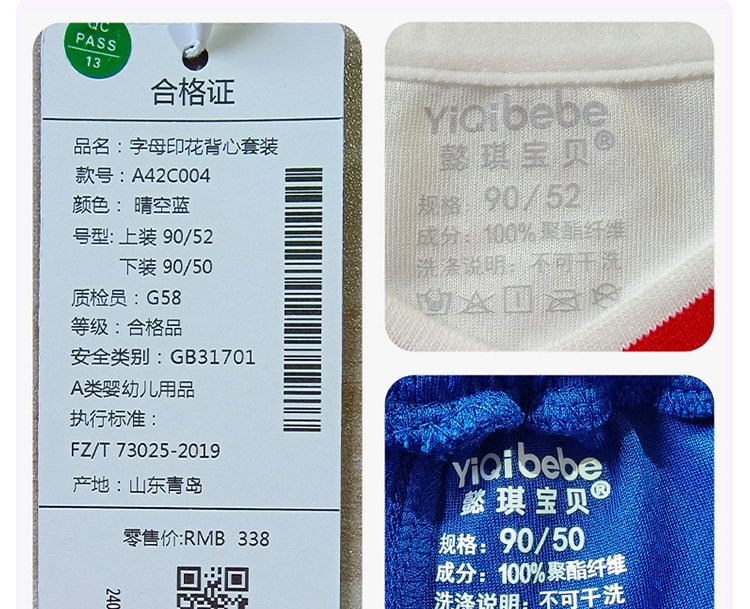 QC
PASS
13
合格证
品名：字母印花背心套装
款号：A42C004
颜色： 晴空蓝
号型: 上装 90/52
下装 90/50
质检员：G58
等级：合格品
安全类别：GB31701
A类婴幼儿用品
执行标准：
FZ/T 73025-2019
产地：山东青岛
零售价:RMB 338
240
YiQibebe
懿琪宝贝®
规格：90/52
成分：100%聚酯纤维
洗涤说明：不可干洗
YiQibebe
懿琪宝贝®
规格：90/50
成分：100%聚酯纤维
洗涤说明：不可干洗